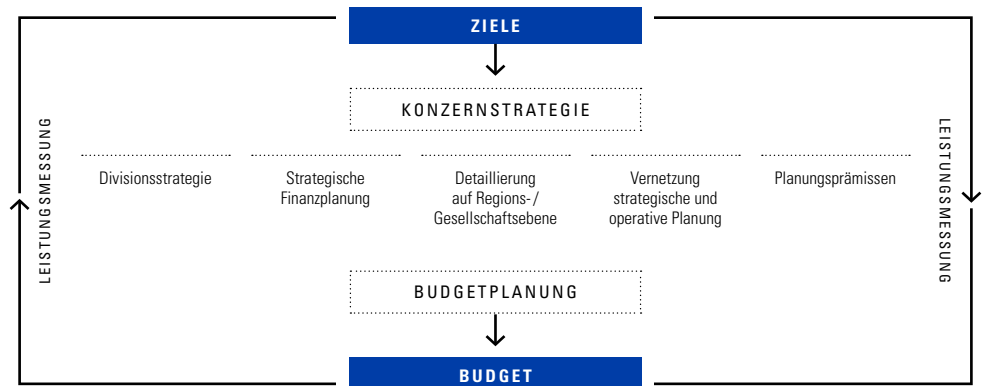 ZIELE
KONZERNSTRATEGIE
LEISTUNGSMESSUNG
Divisionsstrategie
Strategische
Finanzplanung
Detaillierung
auf Regions-/
Gesellschaftsebene
Vernetzung
strategische und
operative Planung
Planungsprämissen
LEISTUNGSMESSUNG
BUDGETPLANUNG
BUDGET